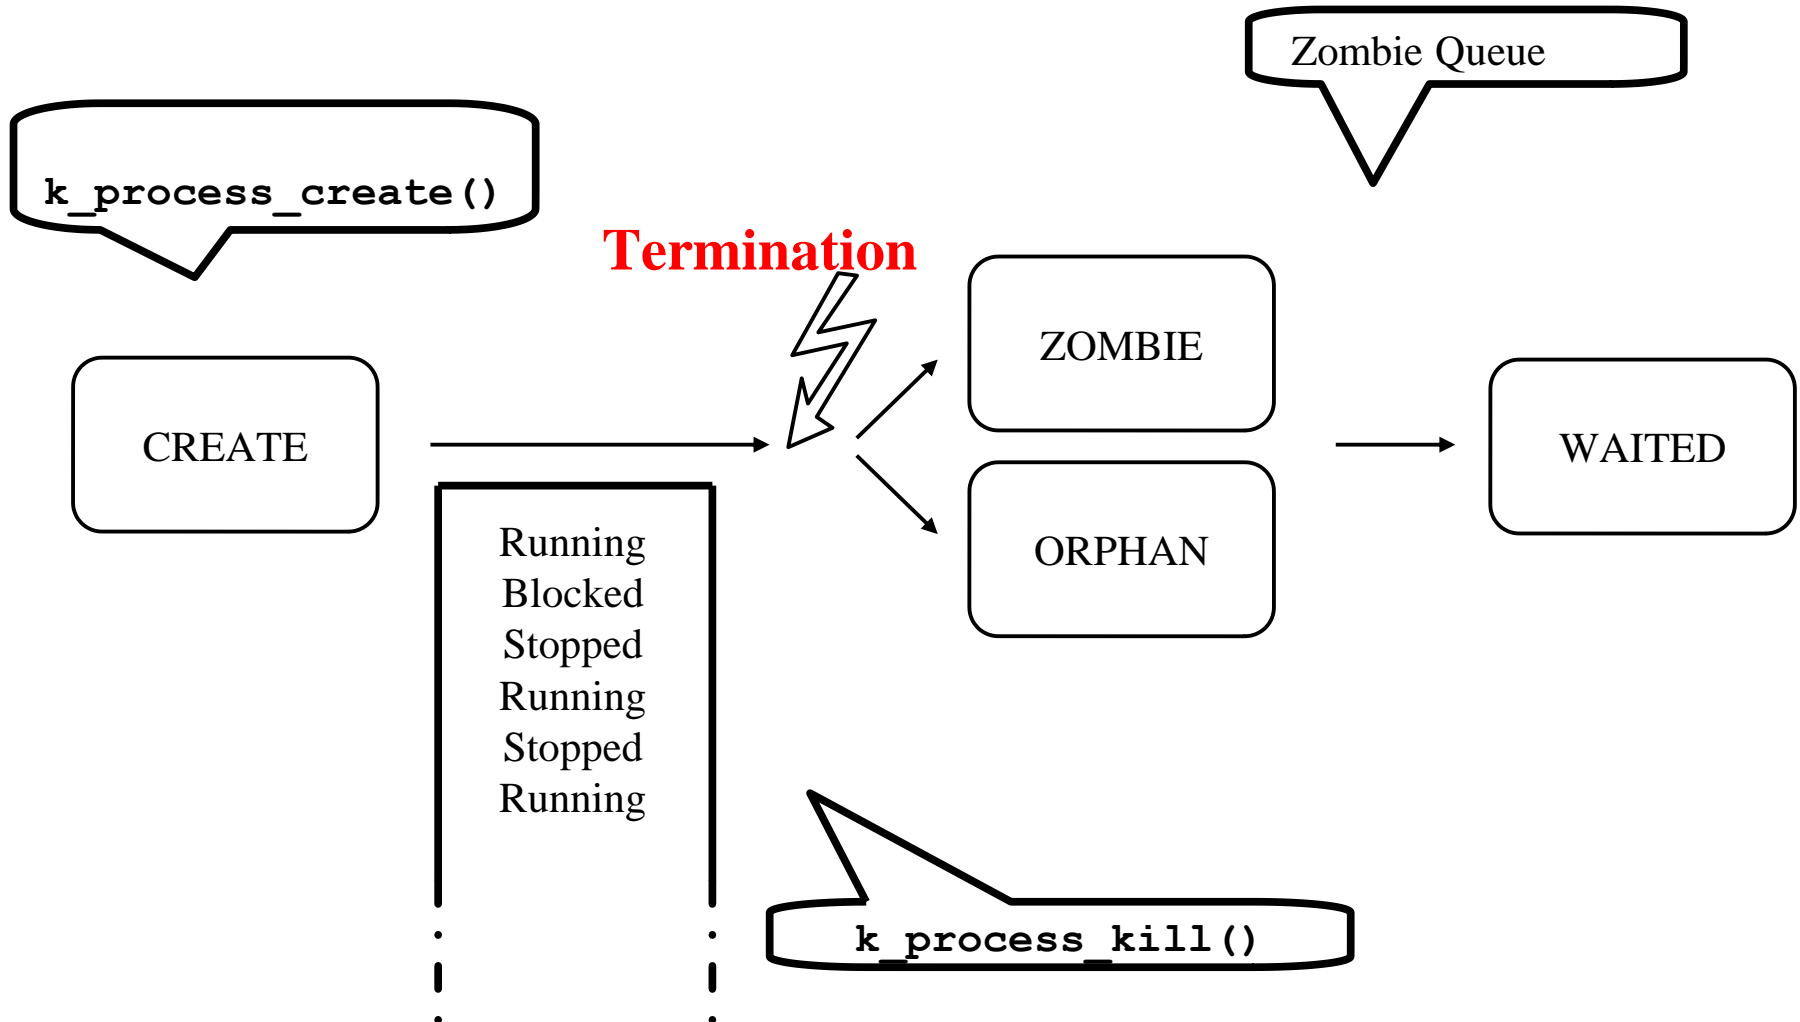 Zombie Queue
k_process_create()
Termination
ZOMBIE
CREATE
WAITED
ORPHAN
Running
Blocked
Stopped
Running
Stopped
Running
k_process_kill()